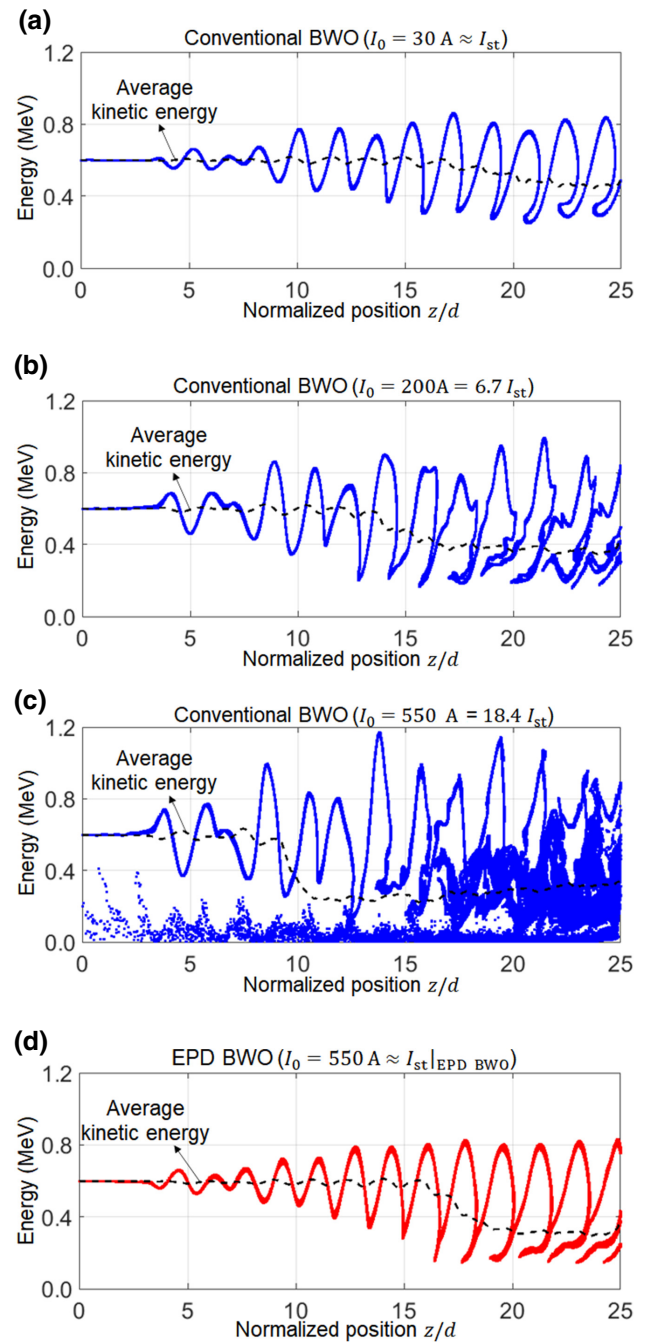 (a)
Conventional BWO (I₀ = 30 A ≈ Iₛₜ)
1.2
0.8
0.4
0.0
Energy (MeV)
Average
kinetic energy
0 5 10 15 20 25
Normalized position z/d
(b)
Conventional BWO (I₀ = 200A = 6.7 Iₛₜ)
1.2
0.8
0.4
0.0
Energy (MeV)
Average
kinetic energy
0 5 10 15 20 25
Normalized position z/d
(c)
Conventional BWO (I₀ = 550 A = 18.4 Iₛₜ)
1.2
0.8
0.4
0.0
Energy (MeV)
Average
kinetic energy
0 5 10 15 20 25
Normalized position z/d
(d)
EPD BWO (I₀ = 550 A ≈ Iₛₜ|EPD BWO)
1.2
0.8
0.4
0.0
Energy (MeV)
Average
kinetic energy
0 5 10 15 20 25
Normalized position z/d